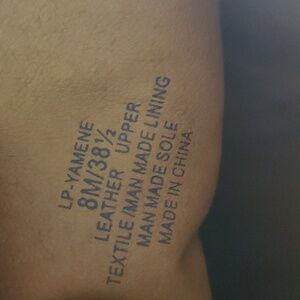 LP-YAMENE
8M/38½
LEATHER UPPER
TEXTILE/MAN MADE LINING
MAN MADE SOLE
MADE IN CHINA